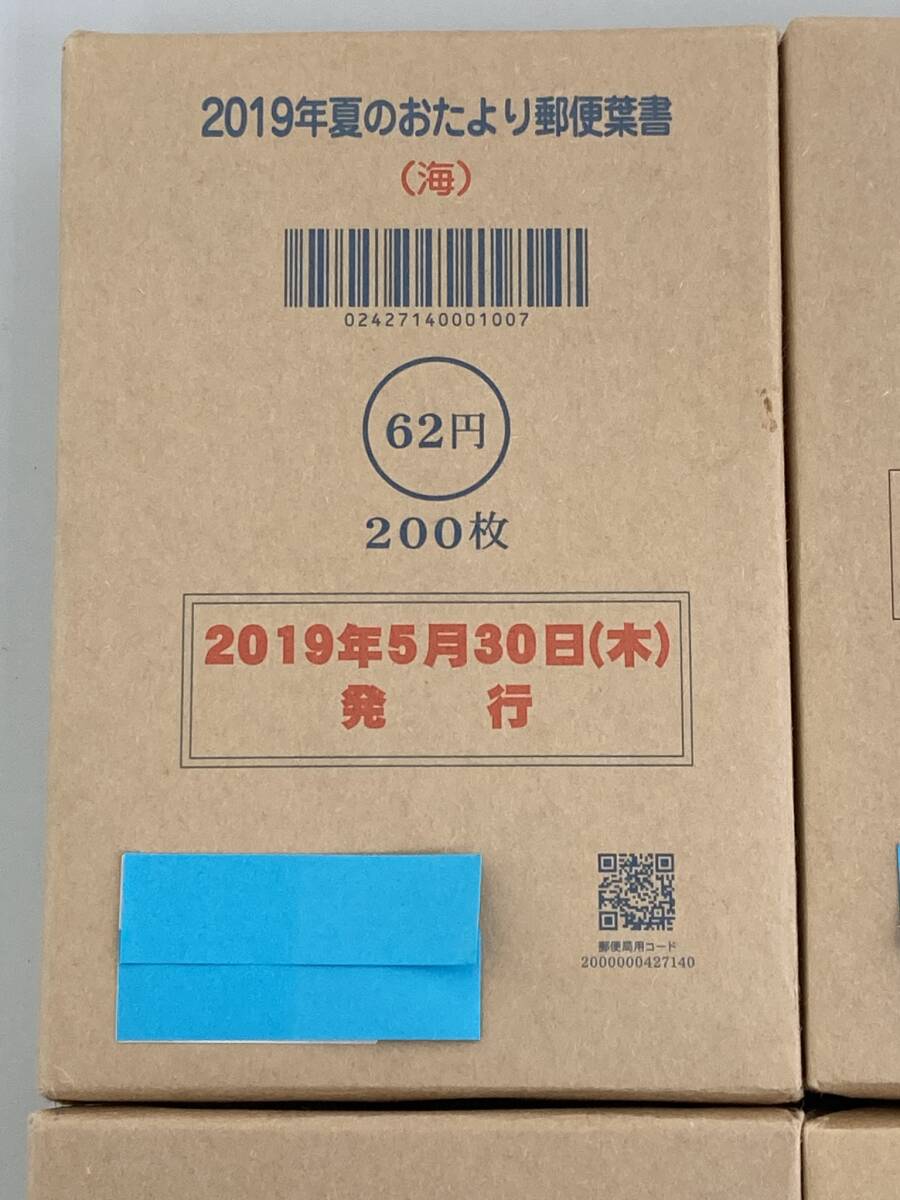 2019年夏のおたより郵便葉書
（海）
02427140001007
62円
200枚
2019年5月30日(木)
発 行
郵便局用コード
2000000427140